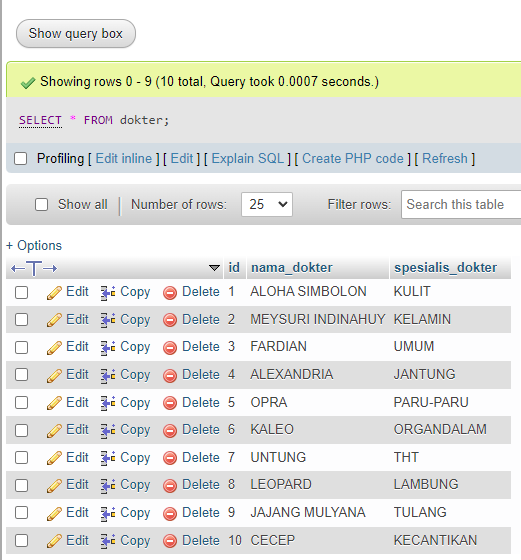 Show query box
Showing rows 0 - 9 (10 total, Query took 0.0007 seconds.)
SELECT * FROM dokter;
Profiling [ Edit inline ] [ Edit ] [ Explain SQL ] [ Create PHP code ] [ Refresh ]
Show all | Number of rows: 25 Filter rows: Search this table
+ Options
←T→ id nama_dokter spesialis_dokter
Edit Copy Delete 1 ALOHA SIMBOLON KULIT
Edit Copy Delete 2 MEYSURI INDINAHUY KELAMIN
Edit Copy Delete 3 FARDIAN UMUM
Edit Copy Delete 4 ALEXANDRIA JANTUNG
Edit Copy Delete 5 OPRA PARU-PARU
Edit Copy Delete 6 KALEO ORGANDALAM
Edit Copy Delete 7 UNTUNG THT
Edit Copy Delete 8 LEOPARD LAMBUNG
Edit Copy Delete 9 JAJANG MULYANA TULANG
Edit Copy Delete 10 CECEP KECANTIKAN